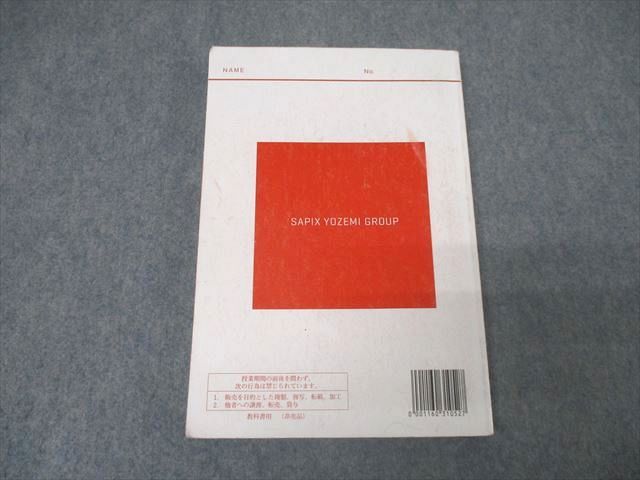 NAME No.
SAPIX YOZEMI GROUP
授業期間の前後を問わず、
次の行為は禁じられています。
1. 販売を目的とした複製、複写、転載、加工
2. 他者への譲渡、転売、貸与
教科書用 (非売品)
0 001160 310527